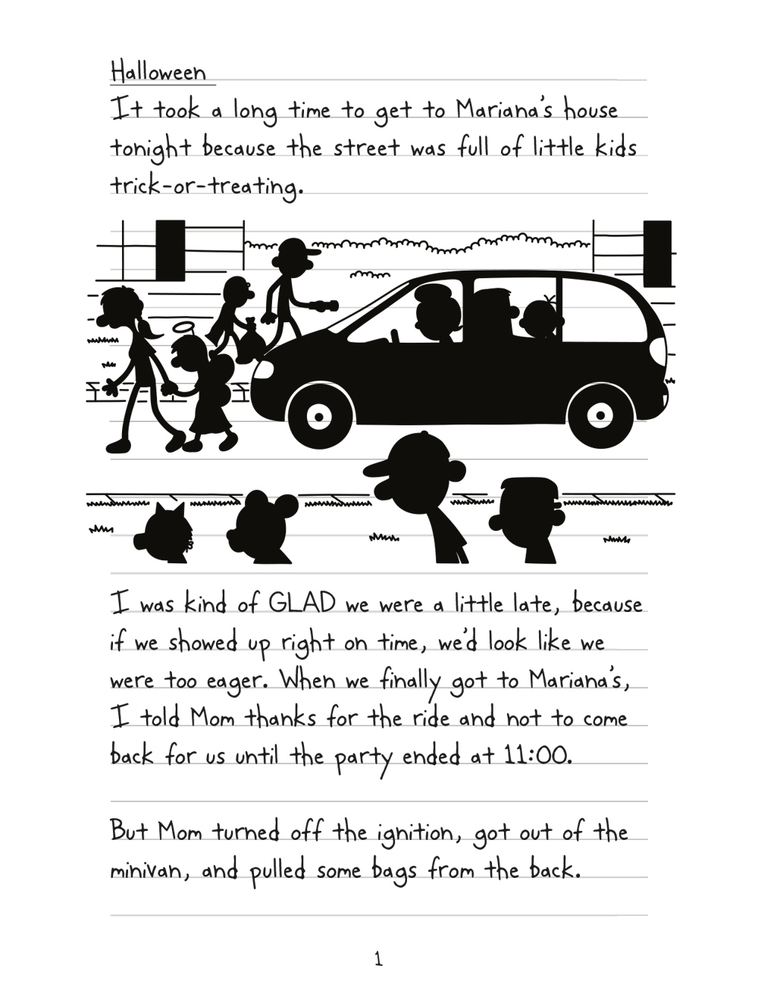 Halloween
It took a long time to get to Mariana's house
tonight because the street was full of little kids
trick-or-treating.
I was kind of GLAD we were a little late, because
if we showed up right on time, we'd look like we
were too eager. When we finally got to Mariana's,
I told Mom thanks for the ride and not to come
back for us until the party ended at 11:00.
But Mom turned off the ignition, got out of the
minivan, and pulled some bags from the back.
1